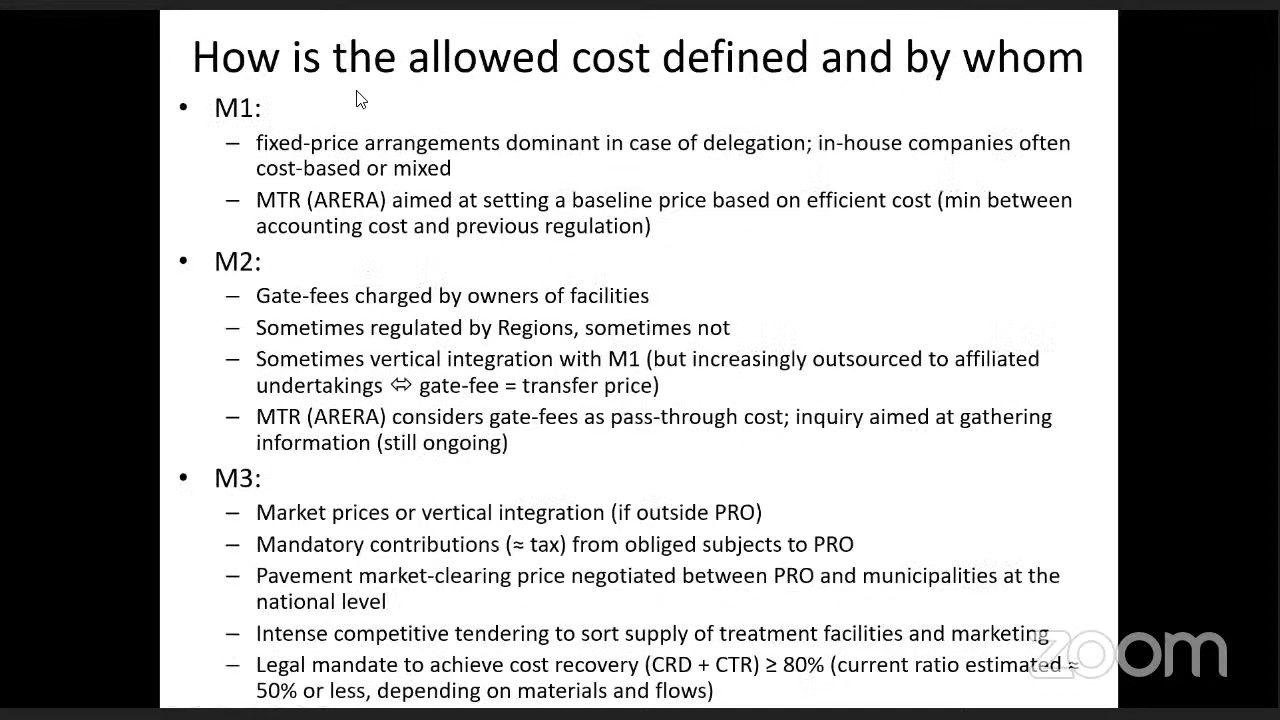 How is the allowed cost defined and by whom
• M1:
– fixed-price arrangements dominant in case of delegation; in-house companies often
cost-based or mixed
– MTR (ARERA) aimed at setting a baseline price based on efficient cost (min between
accounting cost and previous regulation)
• M2:
– Gate-fees charged by owners of facilities
– Sometimes regulated by Regions, sometimes not
– Sometimes vertical integration with M1 (but increasingly outsourced to affiliated
undertakings ⇔ gate-fee = transfer price)
– MTR (ARERA) considers gate-fees as pass-through cost; inquiry aimed at gathering
information (still ongoing)
• M3:
– Market prices or vertical integration (if outside PRO)
– Mandatory contributions (≈ tax) from obliged subjects to PRO
– Pavement market-clearing price negotiated between PRO and municipalities at the
national level
– Intense competitive tendering to sort supply of treatment facilities and marketing
– Legal mandate to achieve cost recovery (CRD + CTR) ≥ 80% (current ratio estimated ≈
50% or less, depending on materials and flows)
zoom